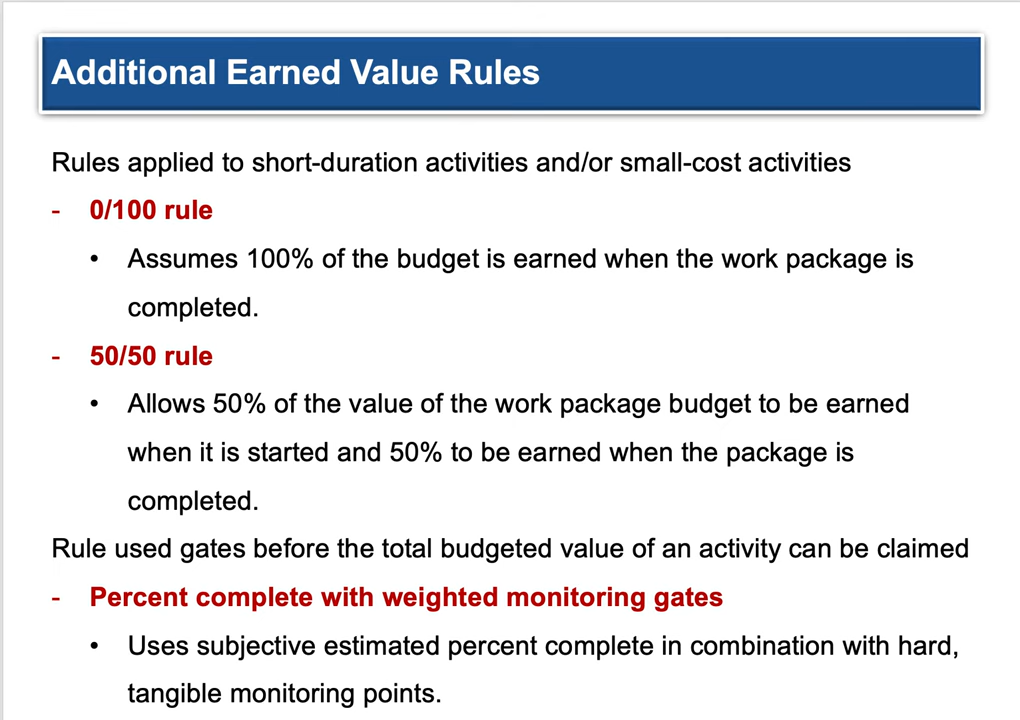 Additional Earned Value Rules
Rules applied to short-duration activities and/or small-cost activities
- 0/100 rule
• Assumes 100% of the budget is earned when the work package is
completed.
- 50/50 rule
• Allows 50% of the value of the work package budget to be earned
when it is started and 50% to be earned when the package is
completed.
Rule used gates before the total budgeted value of an activity can be claimed
- Percent complete with weighted monitoring gates
• Uses subjective estimated percent complete in combination with hard,
tangible monitoring points.